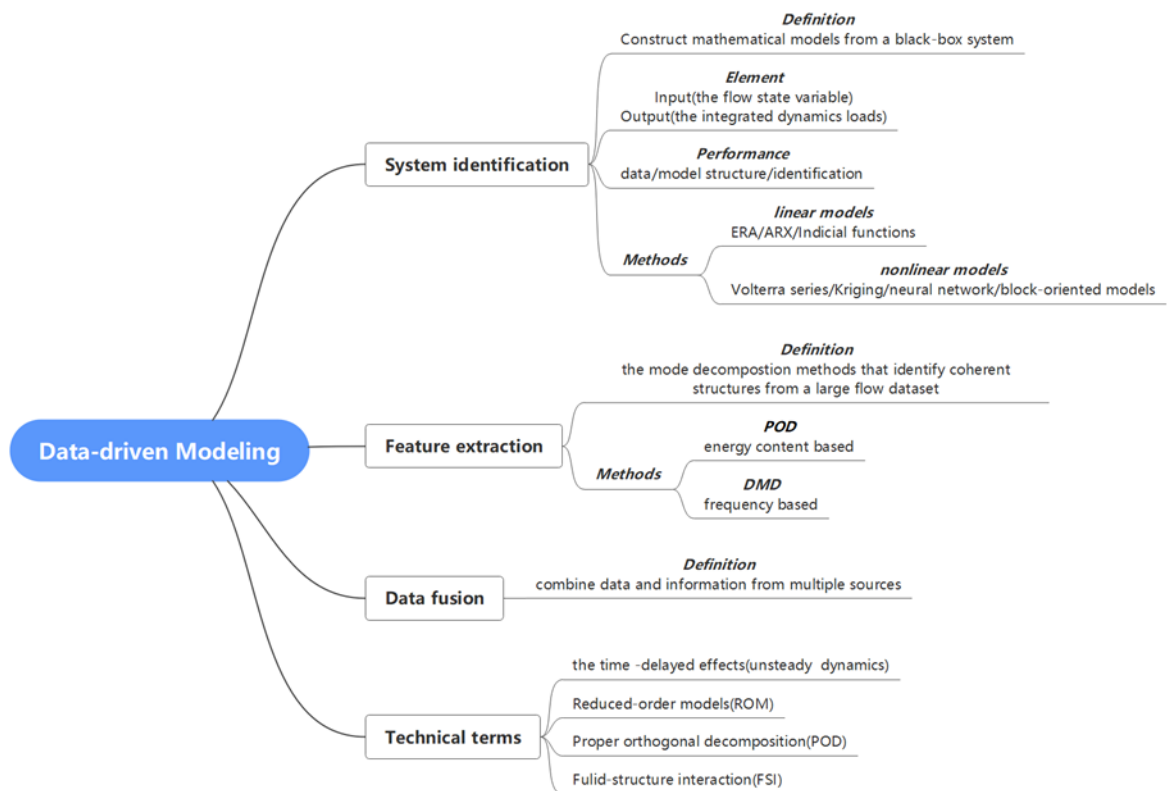 Data-driven Modeling
System identification
Definition
Construct mathematical models from a black-box system
Element
Input(the flow state variable)
Output(the integrated dynamics loads)
Performance
data/model structure/identification
Methods
linear models
ERA/ARX/Indicial functions
nonlinear models
Volterra series/Kriging/neural network/block-oriented models
Feature extraction
Definition
the mode decompostion methods that identify coherent
structures from a large flow dataset
Methods
POD
energy content based
DMD
frequency based
Data fusion
Definition
combine data and information from multiple sources
Technical terms
the time -delayed effects(unsteady dynamics)
Reduced-order models(ROM)
Proper orthogonal decomposition(POD)
Fulid-structure interaction(FSI)